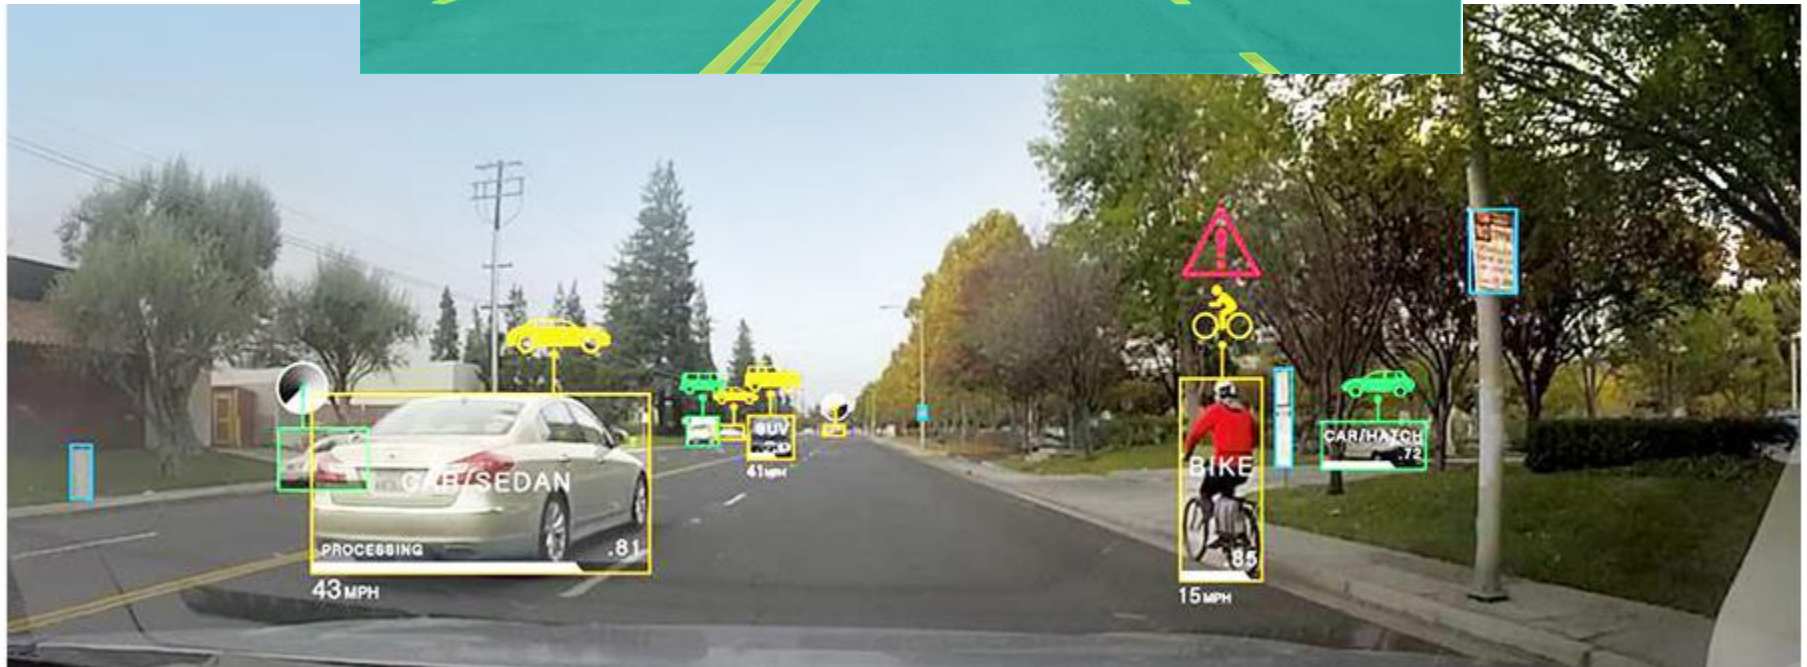 SUV
41MPH
CAR/HATCH
.72
BIKE
CAR/SEDAN
PROCESSING
.81
85
43MPH
15MPH